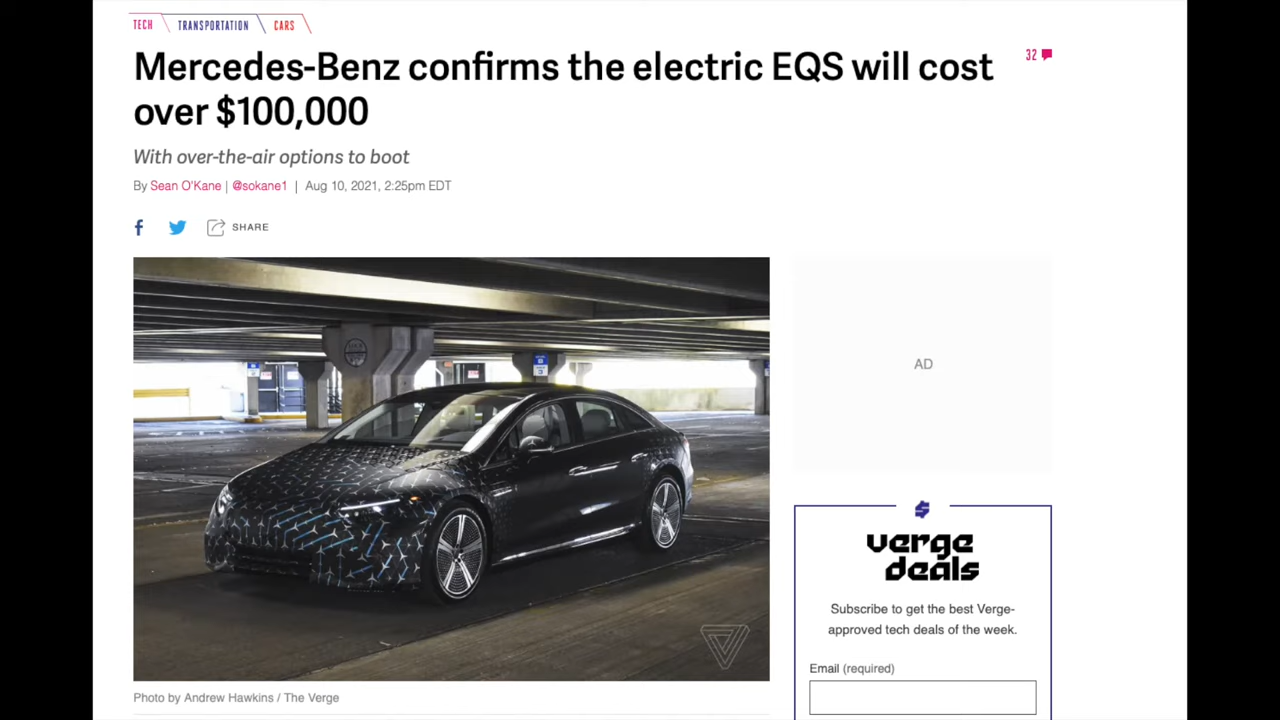 TECH TRANSPORTATION CARS
Mercedes-Benz confirms the electric EQS will cost
over $100,000
32
With over-the-air options to boot
By Sean O'Kane | @sokane1 | Aug 10, 2021, 2:25pm EDT
SHARE
AD
verge
deals
Subscribe to get the best Verge-
approved tech deals of the week.
Email (required)
Photo by Andrew Hawkins / The Verge